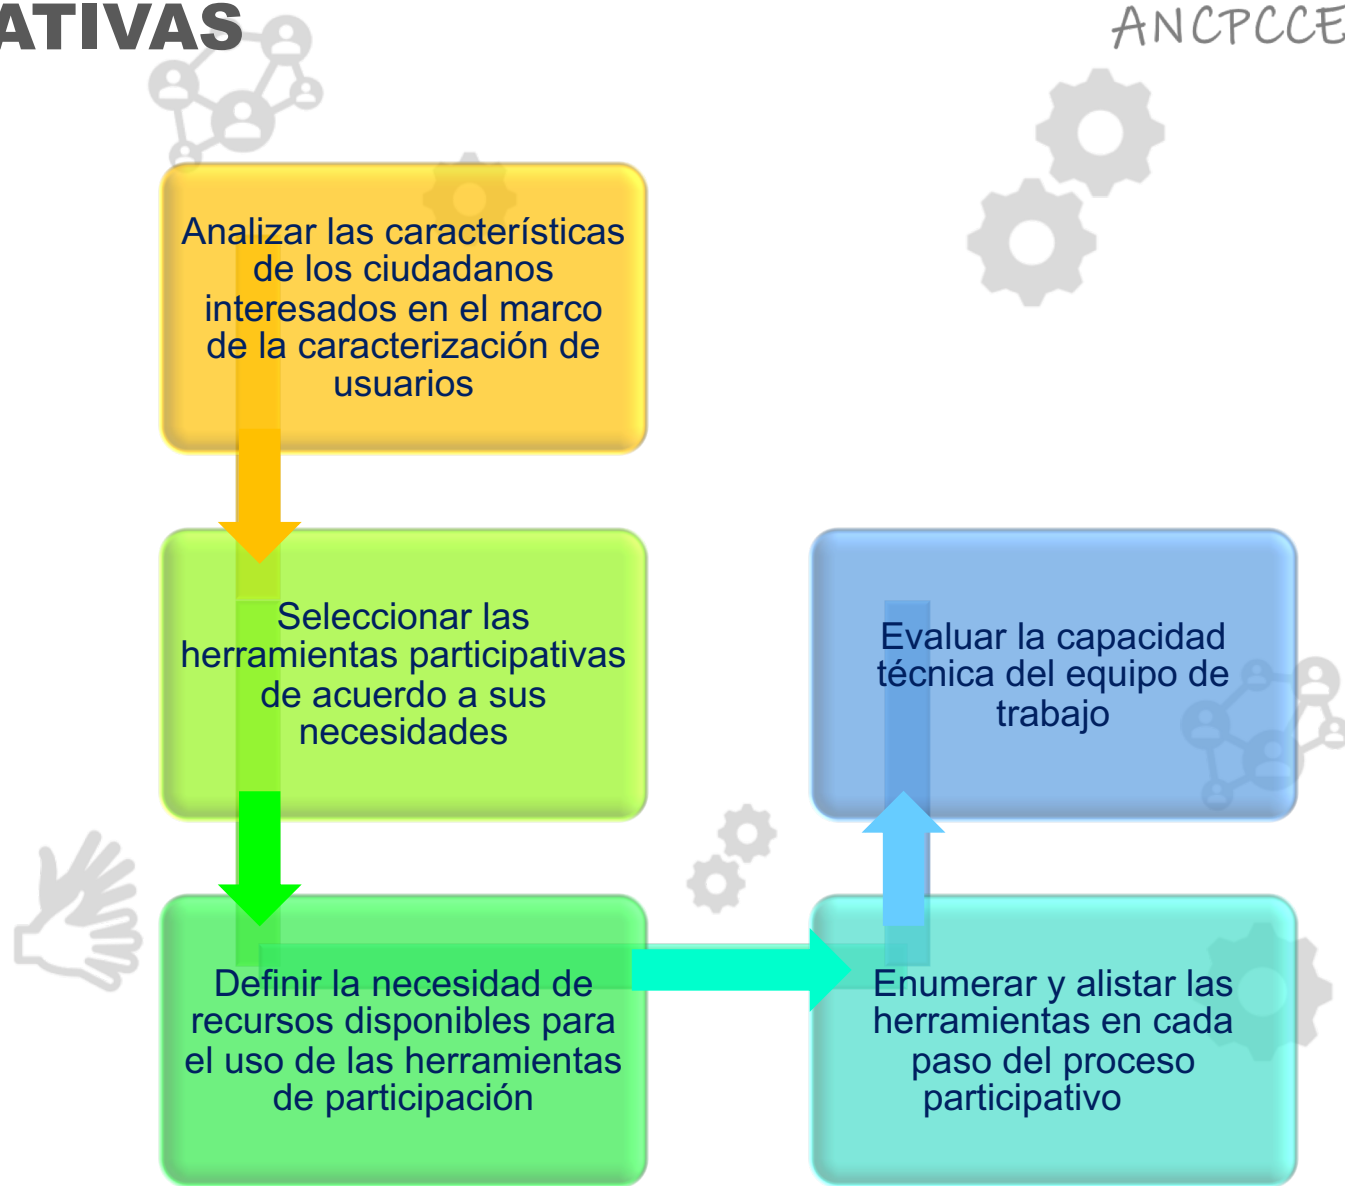 ATIVAS
ANCPCCE
Analizar las características
de los ciudadanos
interesados en el marco
de la caracterización de
usuarios
Seleccionar las
herramientas participativas
de acuerdo a sus
necesidades
Definir la necesidad de
recursos disponibles para
el uso de las herramientas
de participación
Enumerar y alistar las
herramientas en cada
paso del proceso
participativo
Evaluar la capacidad
técnica del equipo de
trabajo